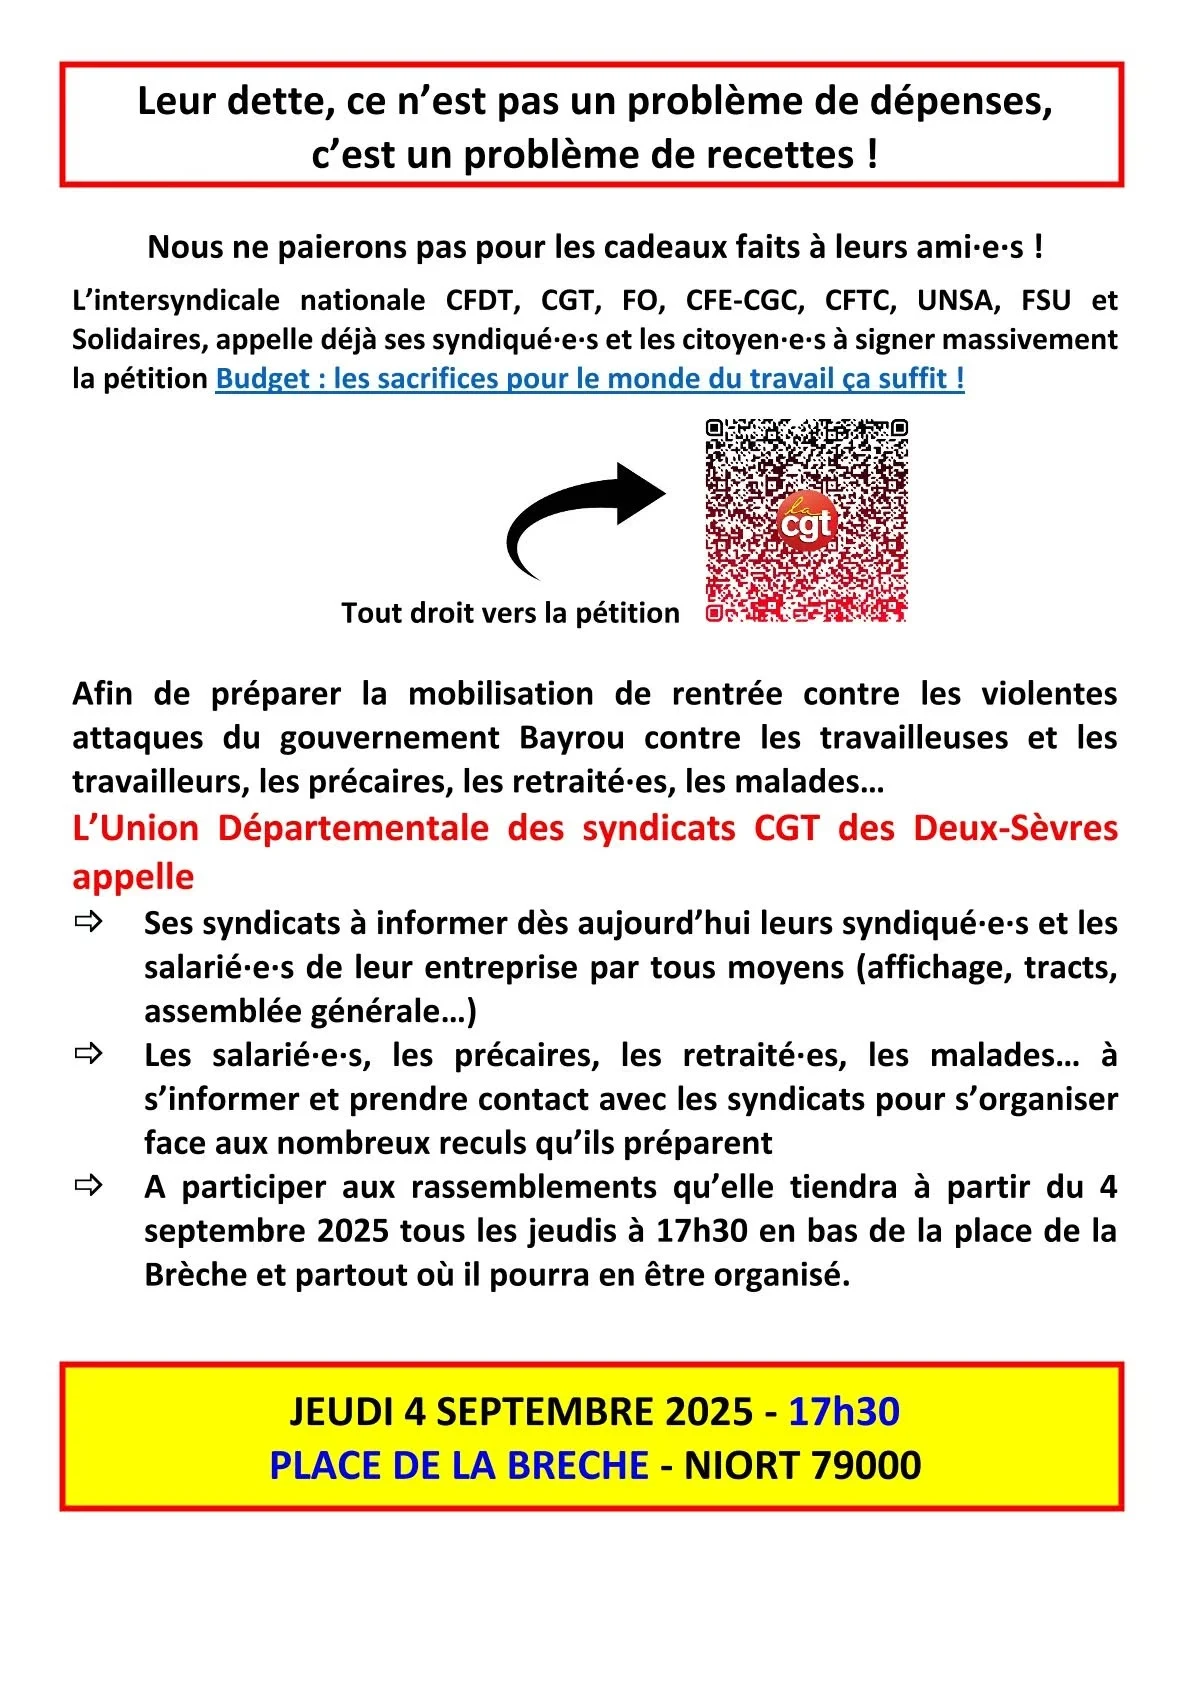 Leur dette, ce n’est pas un problème de dépenses,
c’est un problème de recettes !
Nous ne paierons pas pour les cadeaux faits à leurs ami·e·s !
L’intersyndicale nationale CFDT, CGT, FO, CFE-CGC, CFTC, UNSA, FSU et
Solidaires, appelle déjà ses syndiqué·e·s et les citoyen·e·s à signer massivement
la pétition Budget : les sacrifices pour le monde du travail ça suffit !
la
cgt
Tout droit vers la pétition
Afin de préparer la mobilisation de rentrée contre les violentes
attaques du gouvernement Bayrou contre les travailleuses et les
travailleurs, les précaires, les retraité·es, les malades…
L’Union Départementale des syndicats CGT des Deux-Sèvres
appelle
⇨ Ses syndicats à informer dès aujourd’hui leurs syndiqué·e·s et les
salarié·e·s de leur entreprise par tous moyens (affichage, tracts,
assemblée générale…)
⇨ Les salarié·e·s, les précaires, les retraité·es, les malades… à
s’informer et prendre contact avec les syndicats pour s’organiser
face aux nombreux reculs qu’ils préparent
⇨ A participer aux rassemblements qu’elle tiendra à partir du 4
septembre 2025 tous les jeudis à 17h30 en bas de la place de la
Brèche et partout où il pourra en être organisé.
JEUDI 4 SEPTEMBRE 2025 - 17h30
PLACE DE LA BRECHE - NIORT 79000